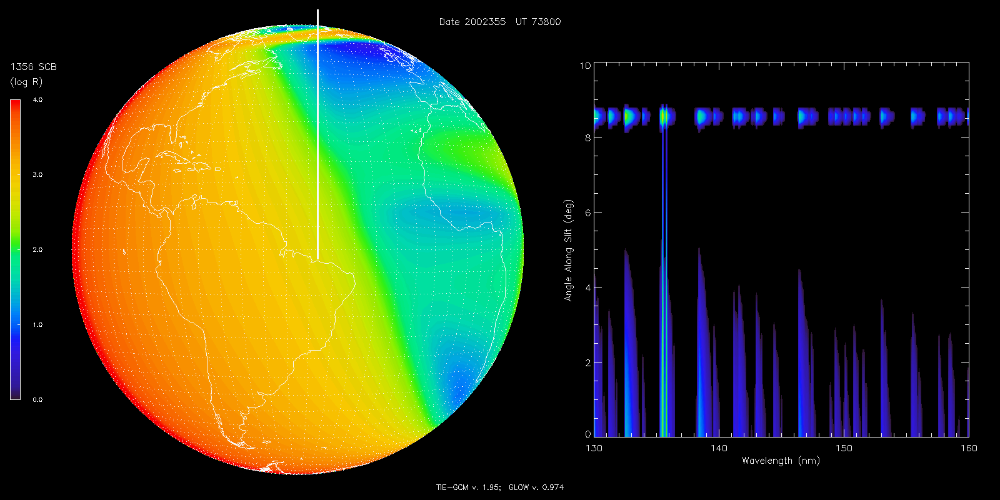 Date 2002355 UT 73800
1356 SCB
(log R)
4.0
3.0
2.0
1.0
0.0
10
8
6
4
2
0
Angle Along Slit (deg)
130
140
150
160
Wavelength (nm)
TIE-GCM v. 1.95; GLOW v. 0.974